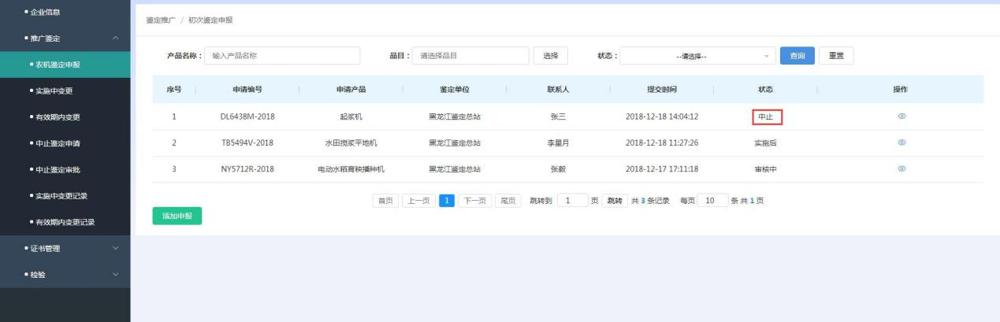 企业信息
推广鉴定
农机鉴定申报
实施中变更
有效期内变更
中止鉴定申请
中止鉴定审批
实施中变更记录
有效期内变更记录
证书管理
检验
鉴定推广 / 初次鉴定申报
产品名称： 输入产品名称 品目： 请选择品目 选择 状态： --请选择-- 查询 重置
序号 申请编号 申请产品 鉴定单位 联系人 提交时间 状态 操作
1 DL6438M-2018 起浆机 黑龙江鉴定总站 张三 2018-12-18 14:04:12 中止
2 TB5494V-2018 水田搅浆平地机 黑龙江鉴定总站 李星月 2018-12-18 11:27:26 实施后
3 NY5712R-2018 电动水稻育秧播种机 黑龙江鉴定总站 张毅 2018-12-17 17:11:18 审核中
首页 上一页 1 下一页 尾页 跳转到 1 页 跳转 共 3 条记录 每页 10 条 共 1 页
添加申报